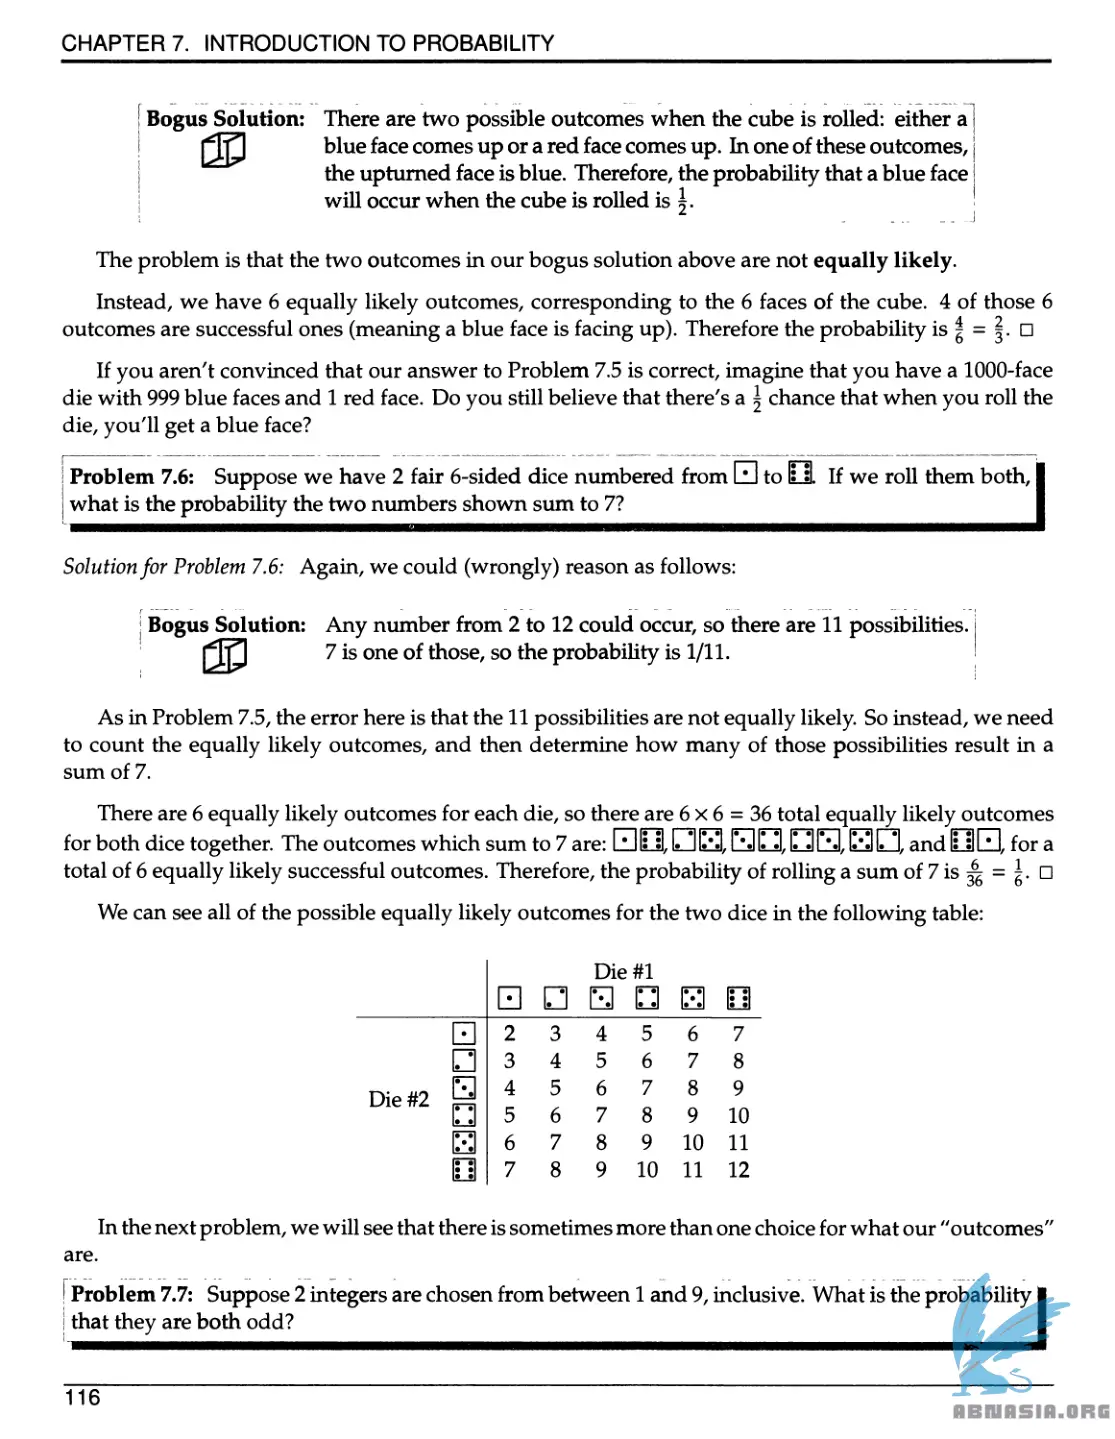 CHAPTER 7. INTRODUCTION TO PROBABILITY
Bogus Solution: There are two possible outcomes when the cube is rolled: either a
blue face comes up or a red face comes up. In one of these outcomes,
the upturned face is blue. Therefore, the probability that a blue face
will occur when the cube is rolled is 1/2.
The problem is that the two outcomes in our bogus solution above are not equally likely.
Instead, we have 6 equally likely outcomes, corresponding to the 6 faces of the cube. 4 of those 6
outcomes are successful ones (meaning a blue face is facing up). Therefore the probability is 4/6 = 2/3. □
If you aren't convinced that our answer to Problem 7.5 is correct, imagine that you have a 1000-face
die with 999 blue faces and 1 red face. Do you still believe that there's a 1/2 chance that when you roll the
die, you'll get a blue face?
Problem 7.6: Suppose we have 2 fair 6-sided dice numbered from ⚀ to ⚅. If we roll them both,
what is the probability the two numbers shown sum to 7?
Solution for Problem 7.6: Again, we could (wrongly) reason as follows:
Bogus Solution: Any number from 2 to 12 could occur, so there are 11 possibilities.
7 is one of those, so the probability is 1/11.
As in Problem 7.5, the error here is that the 11 possibilities are not equally likely. So instead, we need
to count the equally likely outcomes, and then determine how many of those possibilities result in a
sum of 7.
There are 6 equally likely outcomes for each die, so there are 6 × 6 = 36 total equally likely outcomes
for both dice together. The outcomes which sum to 7 are: ⚀⚅, ⚁⚄, ⚂⚃, ⚃⚂, ⚄⚁, and ⚅⚀, for a
total of 6 equally likely successful outcomes. Therefore, the probability of rolling a sum of 7 is 6/36 = 1/6. □
We can see all of the possible equally likely outcomes for the two dice in the following table:
Die #1
⚀ ⚁ ⚂ ⚃ ⚄ ⚅
⚀ 2 3 4 5 6 7
⚁ 3 4 5 6 7 8
Die #2 ⚂ 4 5 6 7 8 9
⚃ 5 6 7 8 9 10
⚄ 6 7 8 9 10 11
⚅ 7 8 9 10 11 12
In the next problem, we will see that there is sometimes more than one choice for what our "outcomes"
are.
Problem 7.7: Suppose 2 integers are chosen from between 1 and 9, inclusive. What is the probability
that they are both odd?
116
ABNASIA.ORG